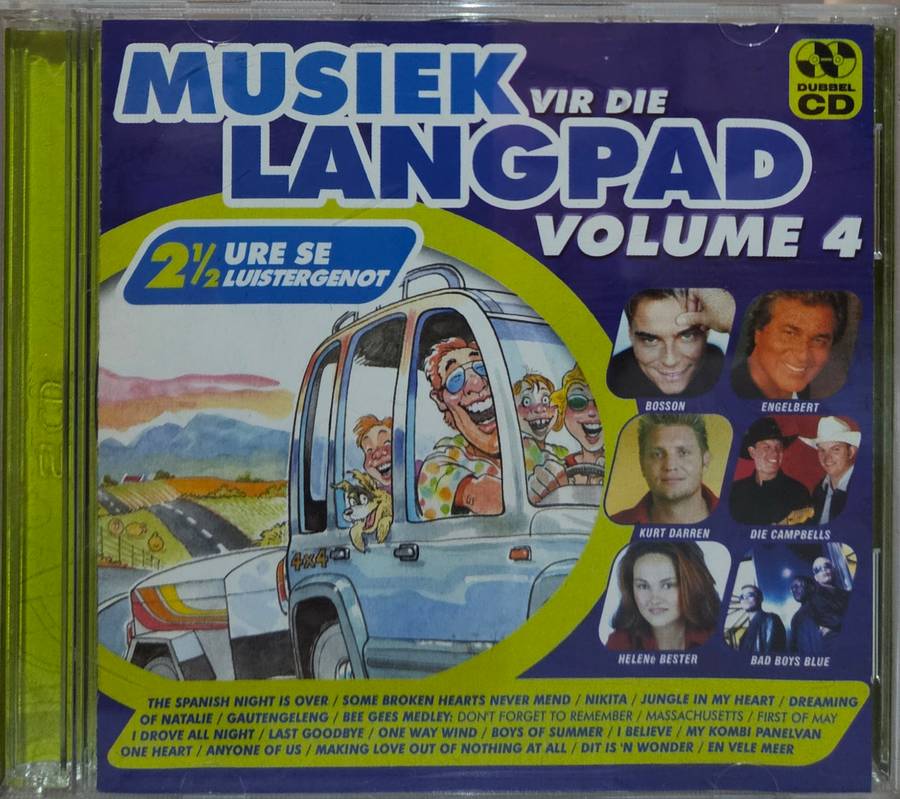 MUSIEK VIR DIE
LANGPAD
VOLUME 4
DUBBEL
CD
2½ URE SE
LUISTERGENOT
BOSSON
ENGELBERT
KURT DARREN
DIE CAMPBELLS
HELENé BESTER
BAD BOYS BLUE
4x4
THE SPANISH NIGHT IS OVER / SOME BROKEN HEARTS NEVER MEND / NIKITA / JUNGLE IN MY HEART / DREAMING
OF NATALIE / GAUTENGELENG / BEE GEES MEDLEY: DON'T FORGET TO REMEMBER / MASSACHUSETTS / FIRST OF MAY
I DROVE ALL NIGHT / LAST GOODBYE / ONE WAY WIND / BOYS OF SUMMER / I BELIEVE / MY KOMBI PANELVAN
ONE HEART / ANYONE OF US / MAKING LOVE OUT OF NOTHING AT ALL / DIT IS 'N WONDER / EN VELE MEER